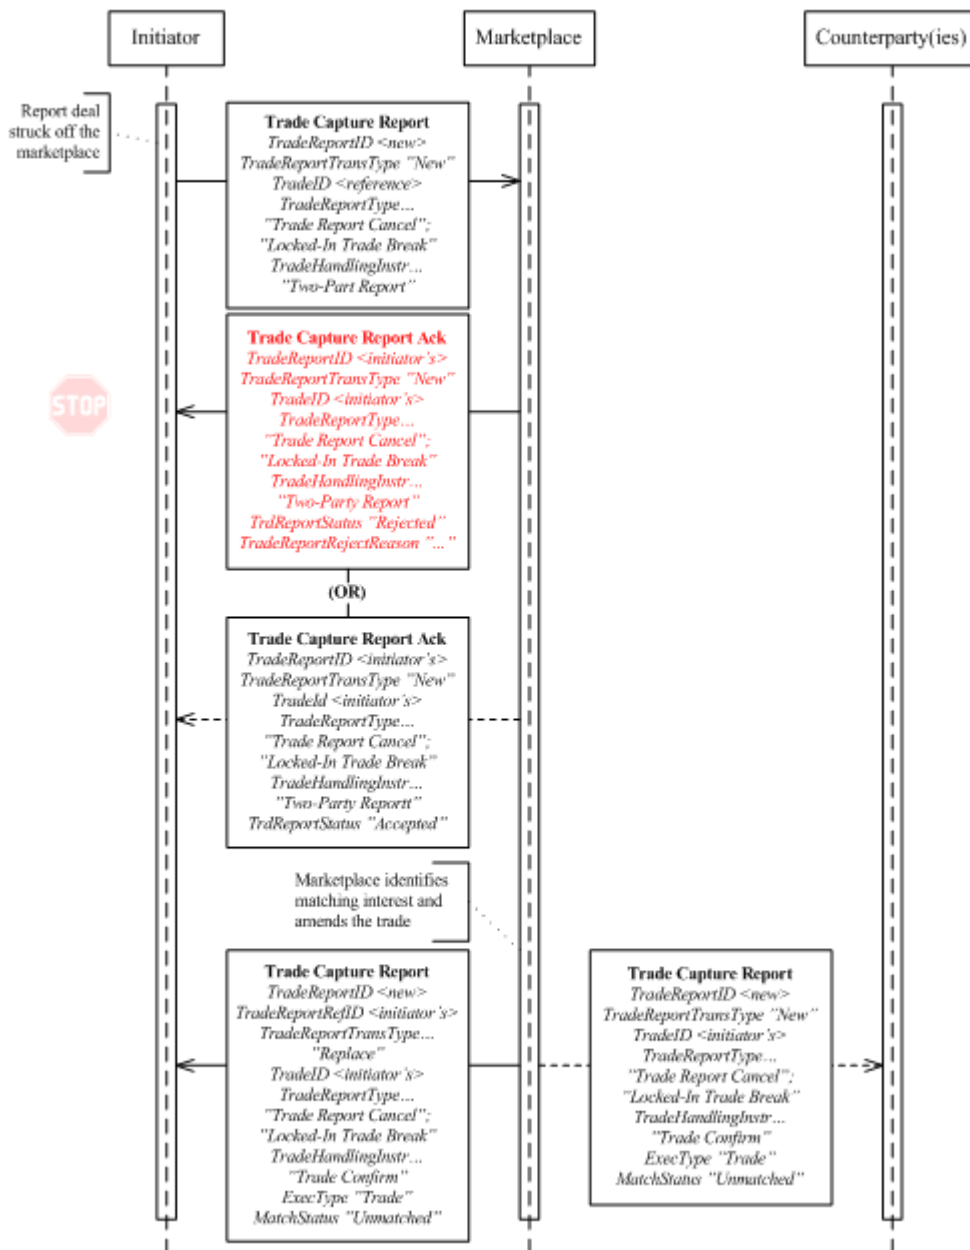 Initiator
Marketplace
Counterparty(ies)
Report deal
struck off the
marketplace
Trade Capture Report
TradeReportID <new>
TradeReportTransType "New"
TradeID <reference>
TradeReportType...
"Trade Report Cancel";
"Locked-In Trade Break"
TradeHandlingInstr...
"Two-Part Report"
STOP
Trade Capture Report Ack
TradeReportID <initiator's>
TradeReportTransType "New"
TradeID <initiator's>
TradeReportType...
"Trade Report Cancel";
"Locked-In Trade Break"
TradeHandlingInstr...
"Two-Party Report"
TrdReportStatus "Rejected"
TradeReportRejectReason "..."
(OR)
Trade Capture Report Ack
TradeReportID <initiator's>
TradeReportTransType "New"
TradeId <initiator's>
TradeReportType...
"Trade Report Cancel";
"Locked-In Trade Break"
TradeHandlingInstr...
"Two-Party Reportt"
TrdReportStatus "Accepted"
Marketplace identifies
matching interest and
amends the trade
Trade Capture Report
TradeReportID <new>
TradeReportRefID <initiator's>
TradeReportTransType...
"Replace"
TradeID <initiator's>
TradeReportType...
"Trade Report Cancel;
"Locked-In Trade Break"
TradeHandlingInstr...
"Trade Confirm"
ExecType "Trade"
MatchStatus "Unmatched"
Trade Capture Report
TradeReportID <new>
TradeReportTransType "New"
TradeID <initiator's>
TradeReportType...
"Trade Report Cancel";
"Locked-In Trade Break"
TradeHandlingInstr...
"Trade Confirm"
ExecType "Trade"
MatchStatus "Unmatched"